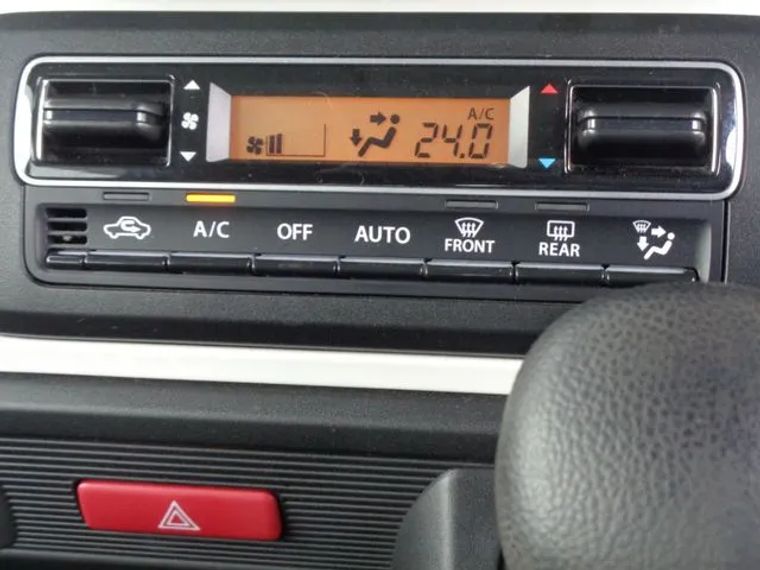 A/C
24.0
A/C
OFF
AUTO
FRONT
REAR